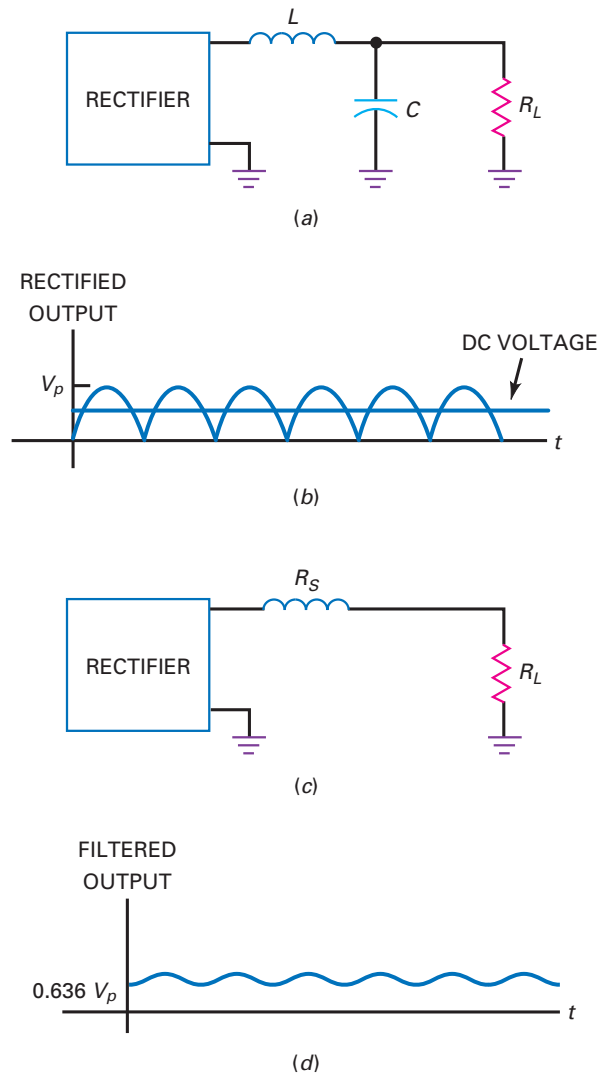 L
RECTIFIER
C
R_L
(a)
RECTIFIED
OUTPUT
DC VOLTAGE
V_p
t
(b)
R_S
RECTIFIER
R_L
(c)
FILTERED
OUTPUT
0.636 V_p
t
(d)